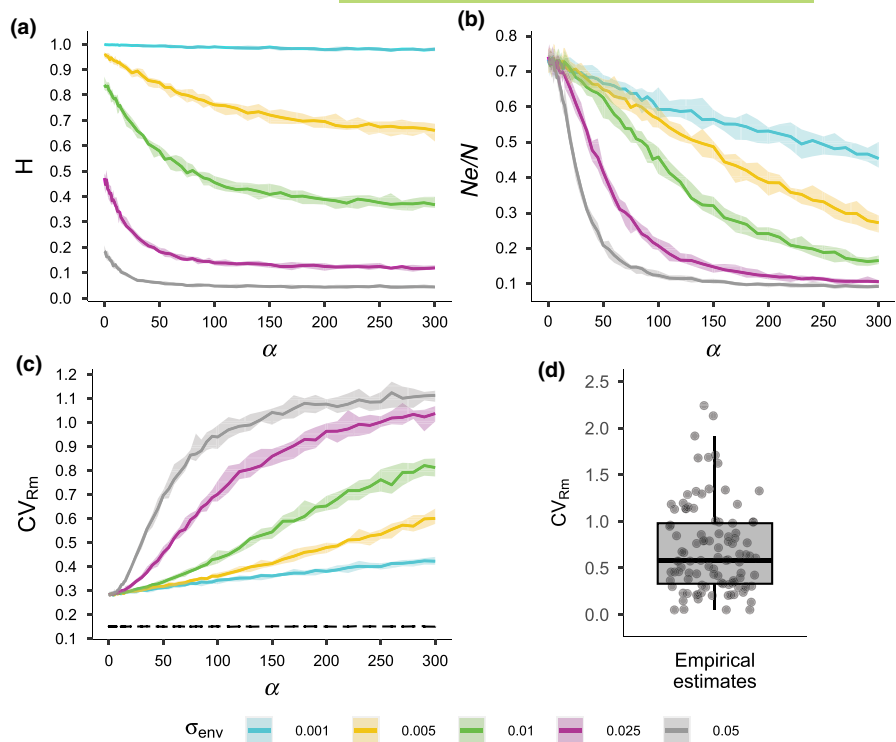 (a)
1.0
0.9
0.8
0.7
0.6
0.5
0.4
0.3
0.2
0.1
0.0
H
0 50 100 150 200 250 300
α
(b)
0.8
0.7
0.6
0.5
0.4
0.3
0.2
0.1
Ne/N
0 50 100 150 200 250 300
α
(c)
1.2
1.1
1.0
0.9
0.8
0.7
0.6
0.5
0.4
0.3
0.2
0.1
CVRm
0 50 100 150 200 250 300
α
(d)
2.5
2.0
1.5
1.0
0.5
0.0
CVRm
Empirical
estimates
σenv 0.001 0.005 0.01 0.025 0.05